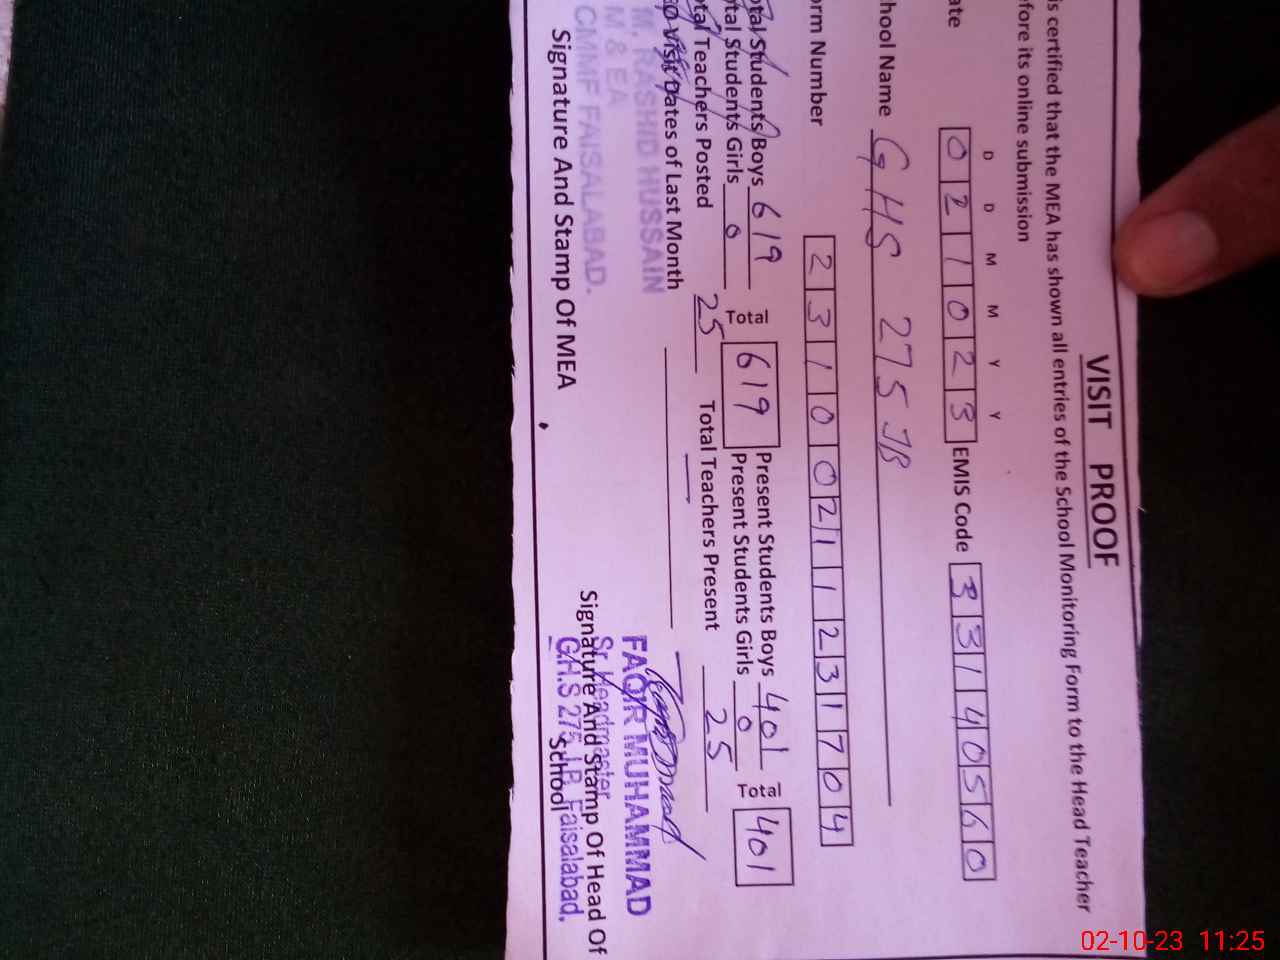 VISIT PROOF
is certified that the MEA has shown all entries of the School Monitoring Form to the Head Teacher
efore its online submission
D D M M Y Y
ate 0 2 1 0 2 3 EMIS Code 3 3 1 4 0 5 6 0
hool Name GHS 275 JB
orm Number 2 3 1 0 0 2 1 1 2 3 1 7 0 4
otal Students Boys 619 Total 619 Present Students Boys 401 Total 401
tal Students Girls 0 Present Students Girls 0
otal Teachers Posted 25 Total Teachers Present 25
Visit Dates of Last Month
M. RASHID HUSSAIN
M & EA
CMMF FAISALABAD.
Signature And Stamp Of MEA
FAQIR MUHAMMAD
Sr. Headmaster
G.H.S 275 J.B. Faisalabad.
Signature And Stamp Of Head Of
School
02-10-23 11:25